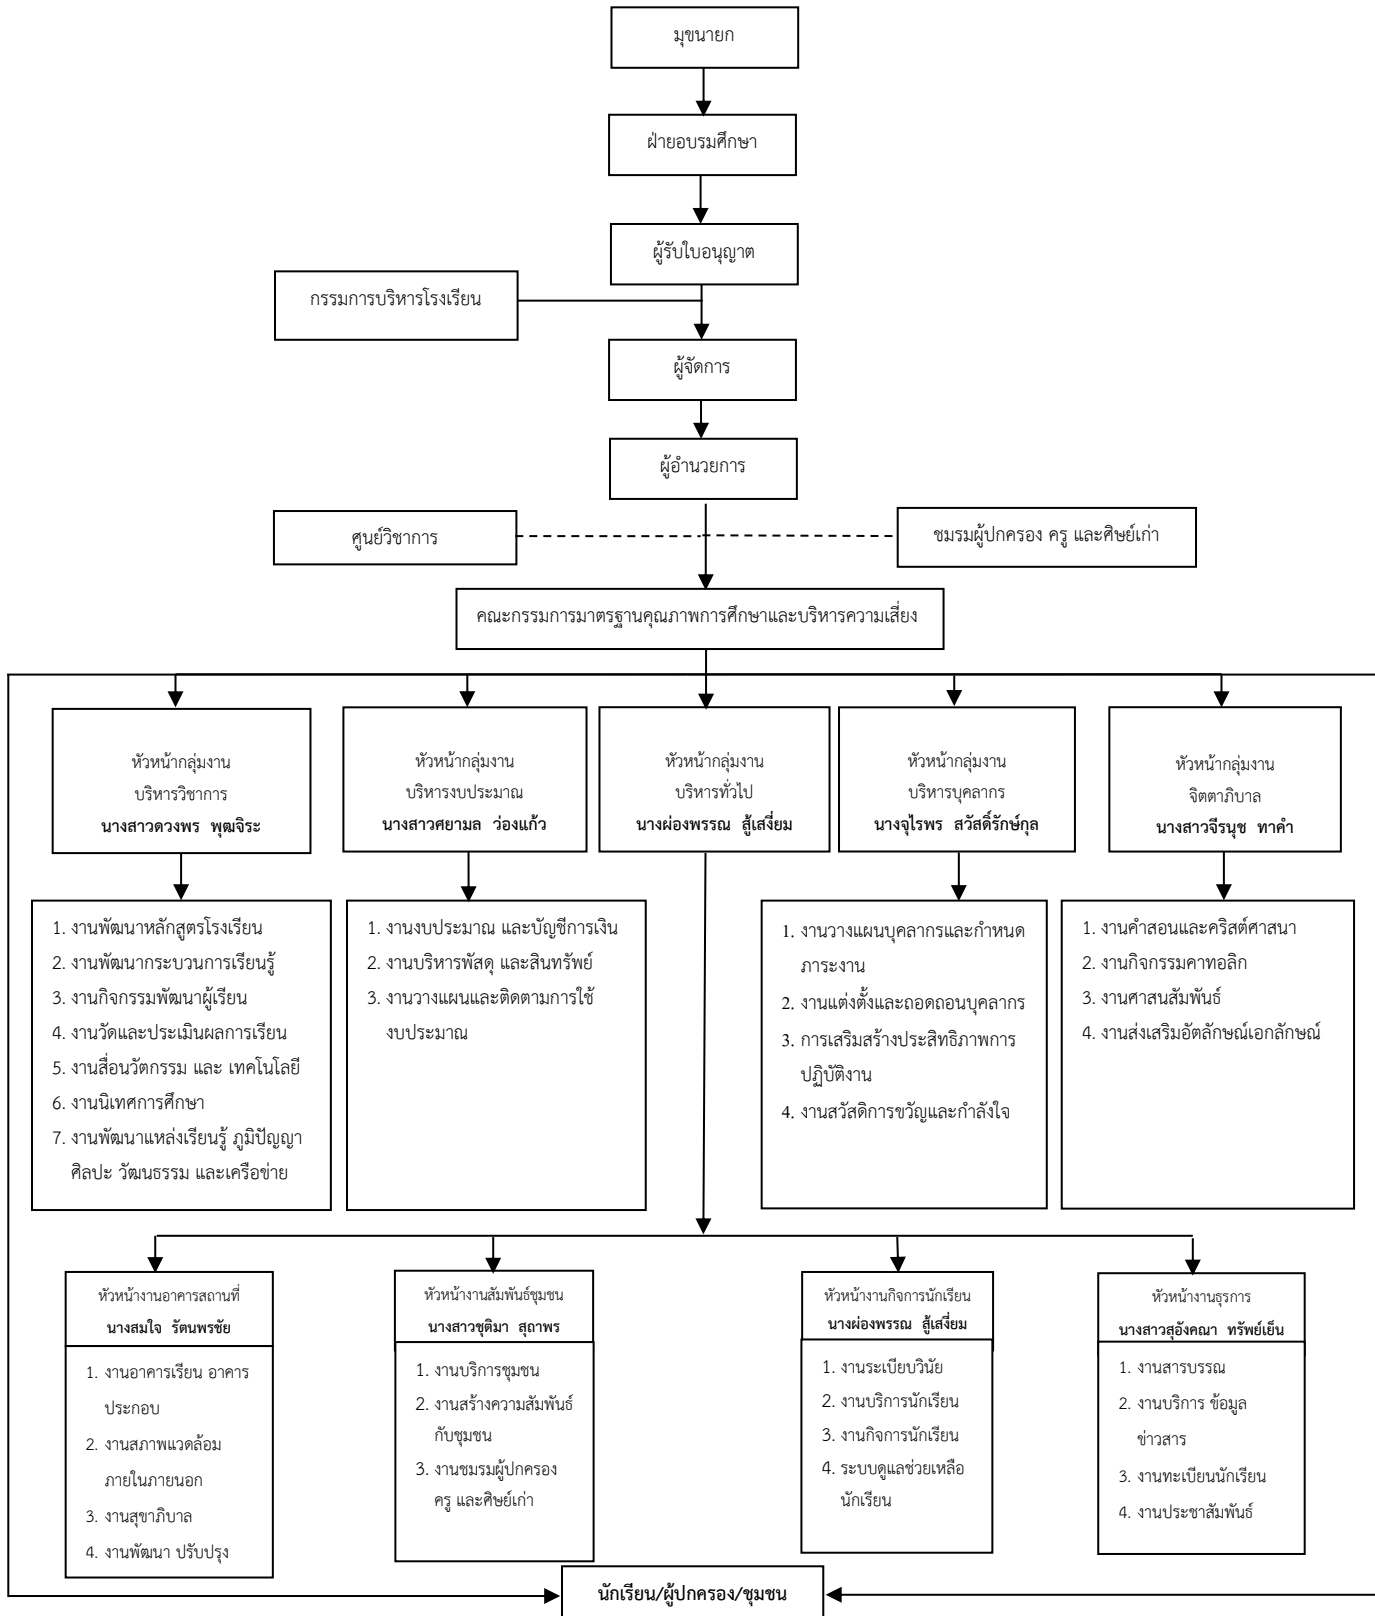 มุขนายก
ฝ่ายอบรมศึกษา
ผู้รับใบอนุญาต
กรรมการบริหารโรงเรียน
ผู้จัดการ
ผู้อำนวยการ
ศูนย์วิชาการ
ชมรมผู้ปกครอง ครู และศิษย์เก่า
คณะกรรมการมาตรฐานคุณภาพการศึกษาและบริหารความเสี่ยง
หัวหน้ากลุ่มงาน
บริหารวิชาการ
นางสาวดวงพร พุฒจิระ
หัวหน้ากลุ่มงาน
บริหารงบประมาณ
นางสาวศยามล ว่องแก้ว
หัวหน้ากลุ่มงาน
บริหารทั่วไป
นางผ่องพรรณ สู้เสงี่ยม
หัวหน้ากลุ่มงาน
บริหารบุคลากร
นางจุไรพร สวัสดิ์รักษ์กุล
หัวหน้ากลุ่มงาน
จิตตาภิบาล
นางสาวจีรนุช ทาคำ
1. งานพัฒนาหลักสูตรโรงเรียน
2. งานพัฒนากระบวนการเรียนรู้
3. งานกิจกรรมพัฒนาผู้เรียน
4. งานวัดและประเมินผลการเรียน
5. งานสื่อนวัตกรรม และ เทคโนโลยี
6. งานนิเทศการศึกษา
7. งานพัฒนาแหล่งเรียนรู้ ภูมิปัญญา
ศิลปะ วัฒนธรรม และเครือข่าย
1. งานงบประมาณ และบัญชีการเงิน
2. งานบริหารพัสดุ และสินทรัพย์
3. งานวางแผนและติดตามการใช้
งบประมาณ
1. งานวางแผนบุคลากรและกำหนด
ภาระงาน
2. งานแต่งตั้งและถอดถอนบุคลากร
3. การเสริมสร้างประสิทธิภาพการ
ปฏิบัติงาน
4. งานสวัสดิการขวัญและกำลังใจ
1. งานคำสอนและคริสต์ศาสนา
2. งานกิจกรรมคาทอลิก
3. งานศาสนสัมพันธ์
4. งานส่งเสริมอัตลักษณ์เอกลักษณ์
หัวหน้างานอาคารสถานที่
นางสมใจ รัตนพรชัย
1. งานอาคารเรียน อาคาร
ประกอบ
2. งานสภาพแวดล้อม
ภายในภายนอก
3. งานสุขาภิบาล
4. งานพัฒนา ปรับปรุง
หัวหน้างานสัมพันธ์ชุมชน
นางสาวชุติมา สุถาพร
1. งานบริการชุมชน
2. งานสร้างความสัมพันธ์
กับชุมชน
3. งานชมรมผู้ปกครอง
ครู และศิษย์เก่า
หัวหน้างานกิจการนักเรียน
นางผ่องพรรณ สู้เสงี่ยม
1. งานระเบียบวินัย
2. งานบริการนักเรียน
3. งานกิจการนักเรียน
4. ระบบดูแลช่วยเหลือ
นักเรียน
หัวหน้างานธุรการ
นางสาวสุอังคณา ทรัพย์เย็น
1. งานสารบรรณ
2. งานบริการ ข้อมูล
ข่าวสาร
3. งานทะเบียนนักเรียน
4. งานประชาสัมพันธ์
นักเรียน/ผู้ปกครอง/ชุมชน